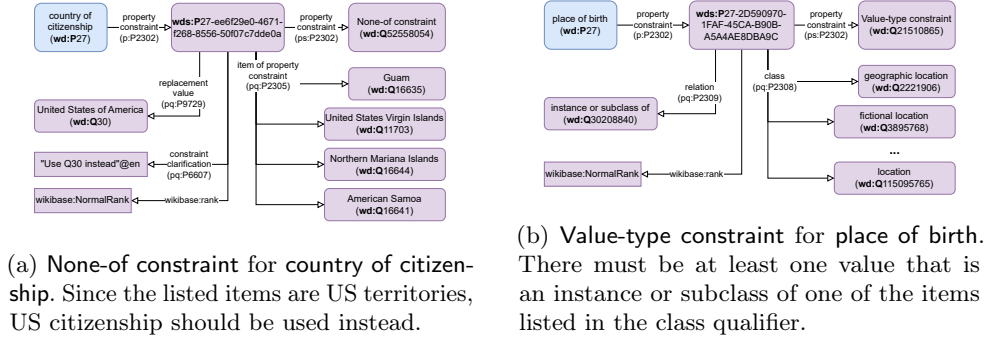 country of
citizenship
(wd:P27)
property
constraint
(p:P2302)
wds:P27-ee6f29e0-4671-
f268-8556-50f07c7dde0a
property
constraint
(ps:P2302)
None-of constraint
(wd:Q52558054)
replacement
value
(pq:P9729)
item of property
constraint
(pq:P2305)
Guam
(wd:Q16635)
United States of America
(wd:Q30)
United States Virgin Islands
(wd:Q11703)
"Use Q30 instead"@en
constraint
clarification
(pq:P6607)
Northern Mariana Islands
(wd:Q16644)
wikibase:NormalRank
wikibase:rank
American Samoa
(wd:Q16641)
(a) None-of constraint for country of citizen-
ship. Since the listed items are US territories,
US citizenship should be used instead.
place of birth
(wd:P27)
property
constraint
(p:P2302)
wds:P27-2D590970-
1FAF-45CA-B90B-
A5A4AE8DBA9C
property
constraint
(ps:P2302)
Value-type constraint
(wd:Q21510865)
relation
(pq:P2309)
class
(pq:P2308)
geographic location
(wd:Q2221906)
instance or subclass of
(wd:Q30208840)
fictional location
(wd:Q3895768)
...
wikibase:NormalRank
wikibase:rank
location
(wd:Q115095765)
(b) Value-type constraint for place of birth.
There must be at least one value that is
an instance or subclass of one of the items
listed in the class qualifier.